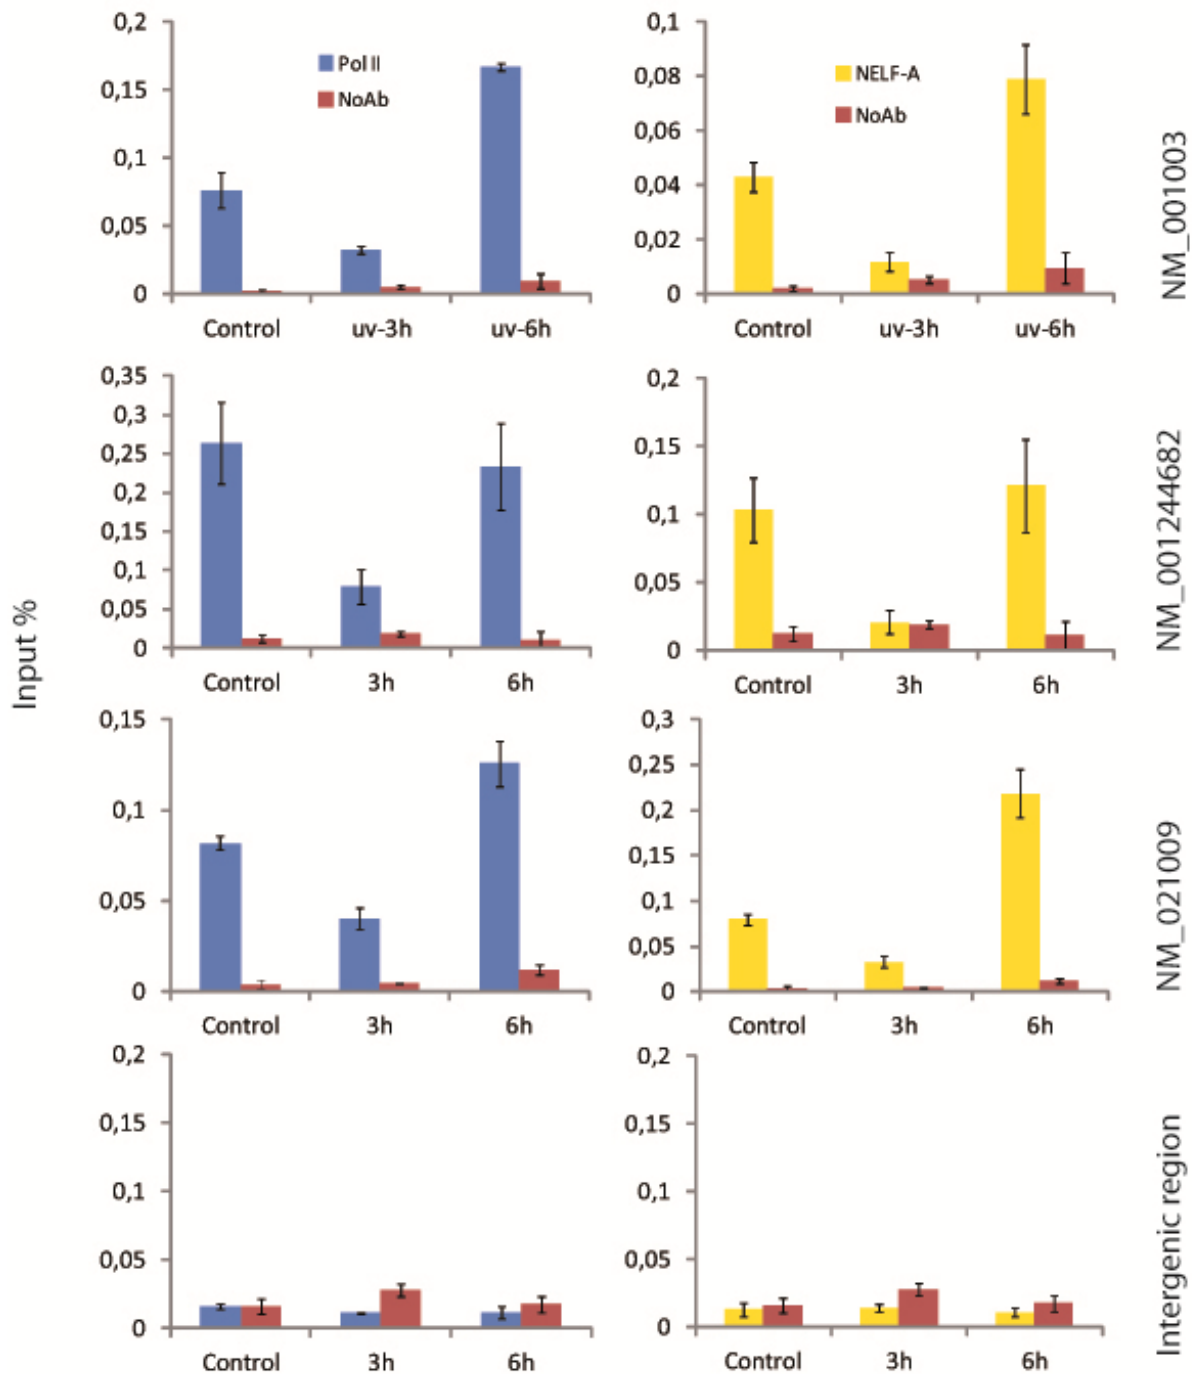 0,2
0,15
0,1
0,05
0
Pol II
NoAb
Control uv-3h uv-6h
0,1
0,08
0,06
0,04
0,02
0
NELF-A
NoAb
Control uv-3h uv-6h
NM_001003
0,35
0,3
0,25
0,2
0,15
0,1
0,05
0
Control 3h 6h
0,2
0,15
0,1
0,05
0
Control 3h 6h
NM_001244682
Input %
0,15
0,1
0,05
0
Control 3h 6h
0,3
0,25
0,2
0,15
0,1
0,05
0
Control 3h 6h
NM_021009
0,2
0,15
0,1
0,05
0
Control 3h 6h
0,2
0,15
0,1
0,05
0
Control 3h 6h
Intergenic region